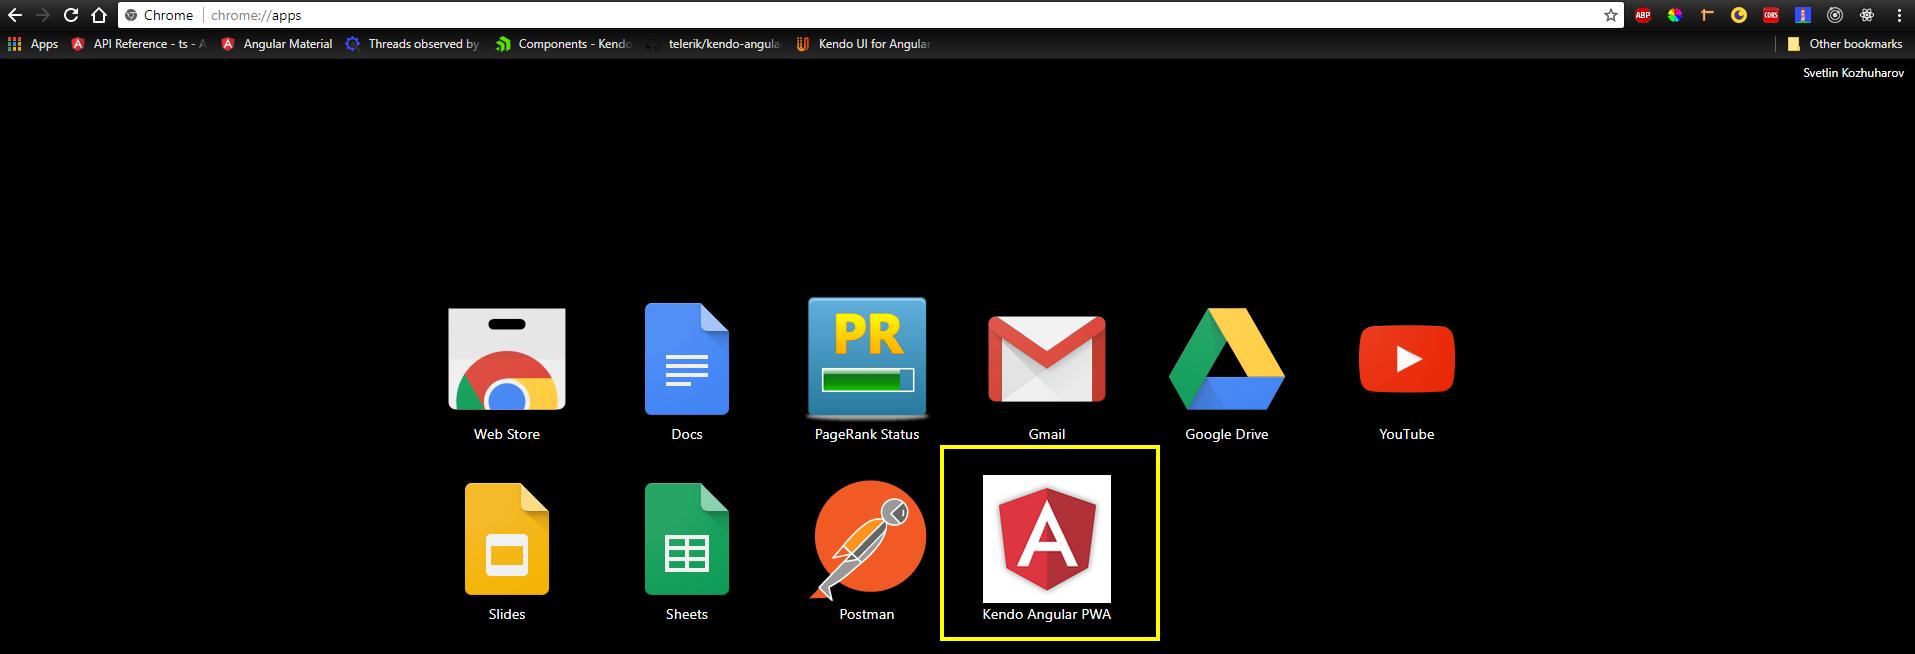 Chrome chrome://apps
ABP
CORS
Apps API Reference - ts - A Angular Material Threads observed by Components - Kendo telerik/kendo-angula Kendo UI for Angular Other bookmarks
Svetlin Kozhuharov
PR
Web Store Docs PageRank Status Gmail Google Drive YouTube
A
Slides Sheets Postman Kendo Angular PWA